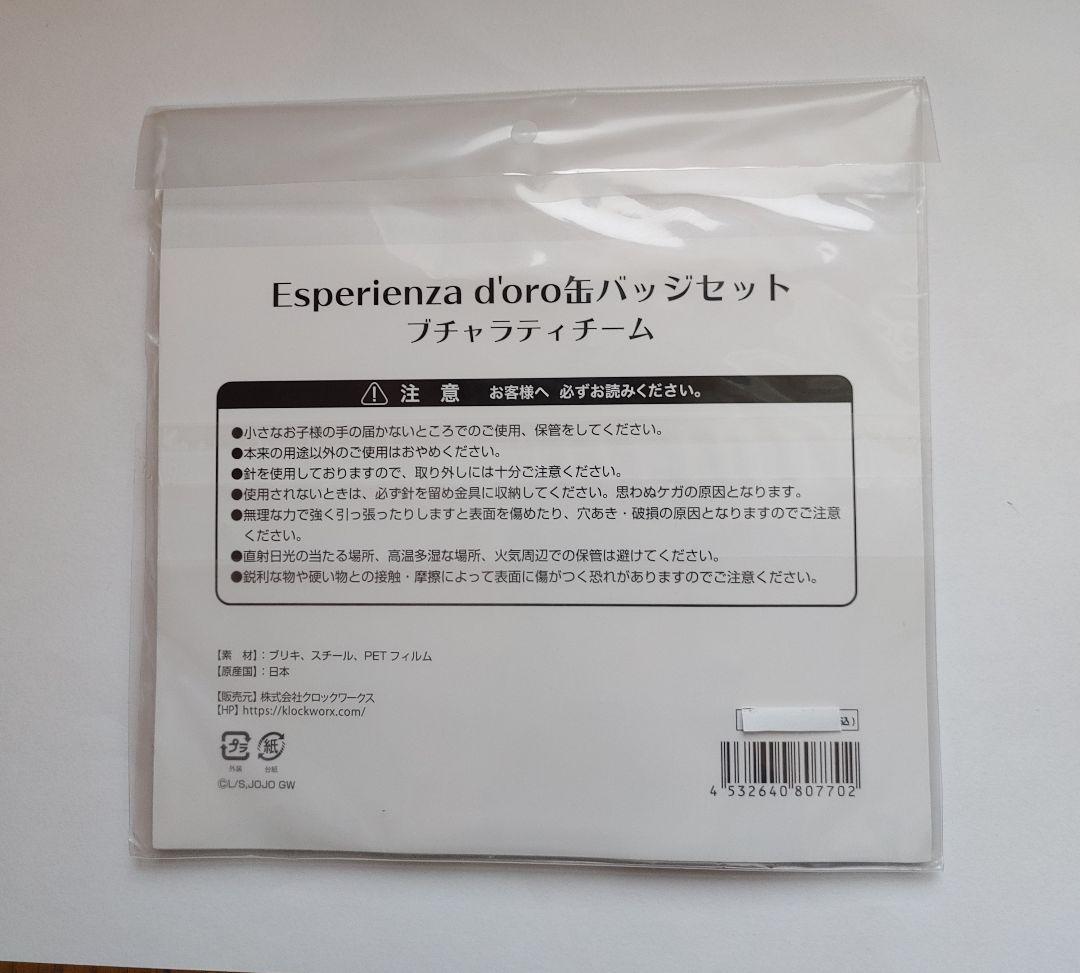 Esperienza d'oro缶バッジセット
ブチャラティチーム
注 意 お客様へ 必ずお読みください。
●小さなお子様の手の届かないところでのご使用、保管をしてください。
●本来の用途以外のご使用はおやめください。
●針を使用しておりますので、取り外しには十分ご注意ください。
●使用されないときは、必ず針を留め金具に収納してください。思わぬケガの原因となります。
●無理な力で強く引っ張ったりしますと表面を傷めたり、穴あき・破損の原因となりますのでご注意
ください。
●直射日光の当たる場所、高温多湿な場所、火気周辺での保管は避けてください。
●鋭利な物や硬い物との接触・摩擦によって表面に傷がつく恐れがありますのでご注意ください。
【素 材】：ブリキ、スチール、PETフィルム
【原産国】：日本
【販売元】株式会社クロックワークス
【HP】https://klockworx.com/
プラ 紙
外装 台紙
©L/S,JOJO GW
込)
4 532640 807702